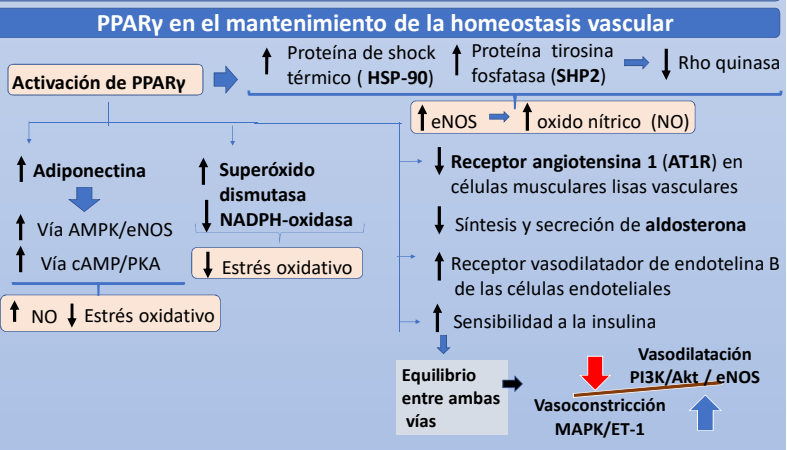 PPARγ en el mantenimiento de la homeostasis vascular
Activación de PPARγ
Proteína de shock
térmico ( HSP-90)
Proteína tirosina
fosfatasa (SHP2)
Rho quinasa
eNOS
oxido nítrico (NO)
Adiponectina
Vía AMPK/eNOS
Vía cAMP/PKA
NO
Estrés oxidativo
Superóxido
dismutasa
NADPH-oxidasa
Estrés oxidativo
Receptor angiotensina 1 (AT1R) en
células musculares lisas vasculares
Síntesis y secreción de aldosterona
Receptor vasodilatador de endotelina B
de las células endoteliales
Sensibilidad a la insulina
Equilibrio
entre ambas
vías
Vasodilatación
PI3K/Akt / eNOS
Vasoconstricción
MAPK/ET-1